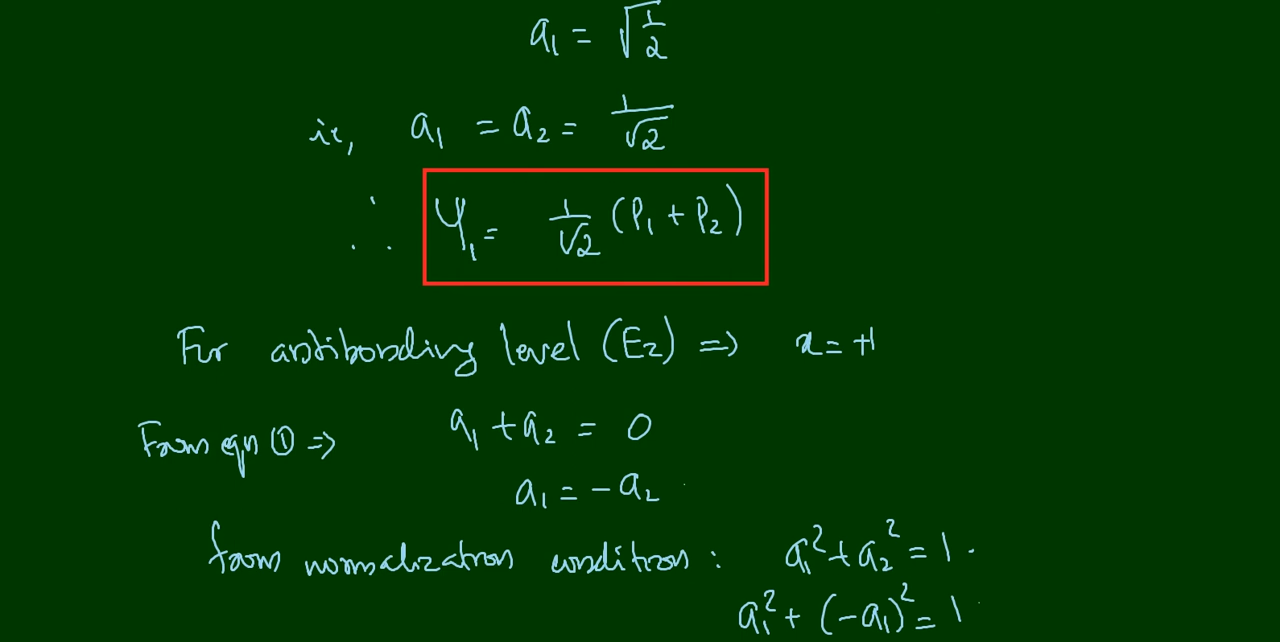 a₁ = √(1/2)
ie, a₁ = a₂ = 1/√2
∴ Ψ₁ = 1/√2 (P₁ + P₂)
For antibonding level (E₂) ⇒ x = +1
From eqn ① ⇒ a₁ + a₂ = 0
a₁ = −a₂
from normalization condition : a₁² + a₂² = 1.
a₁² + (−a₁)² = 1